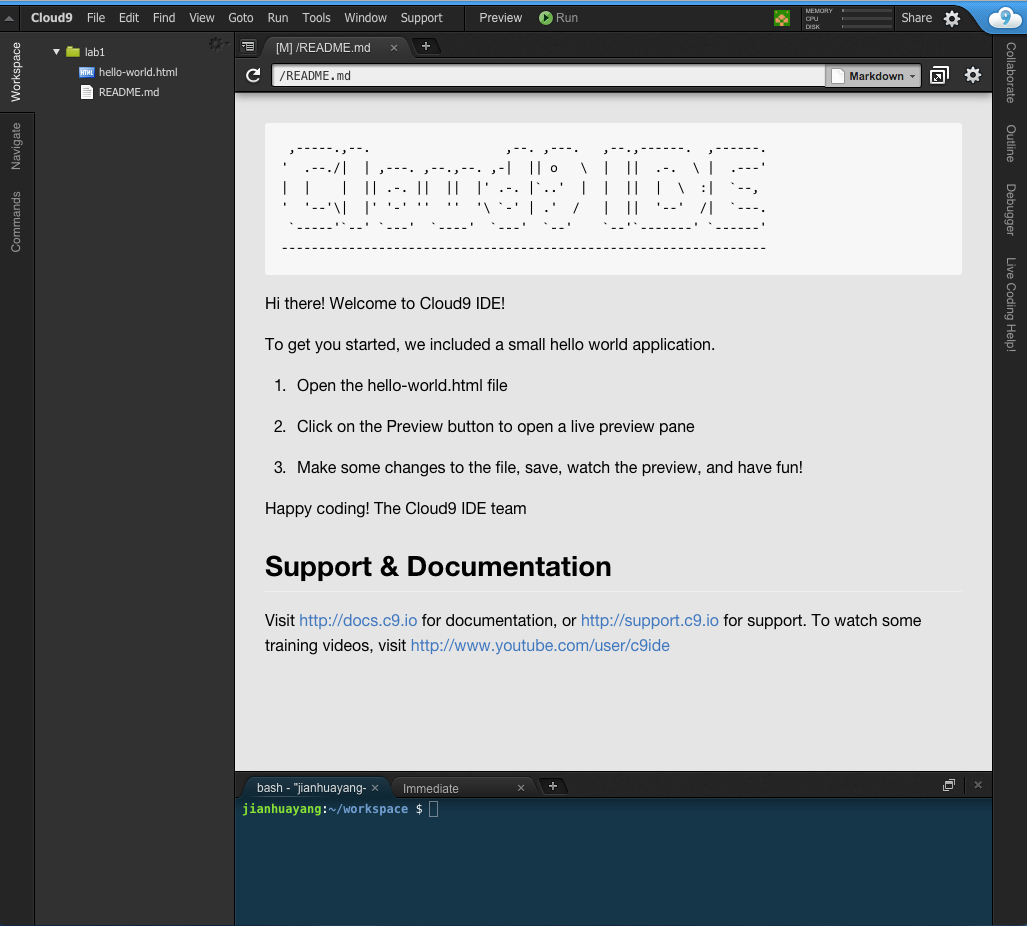 Cloud9 File Edit Find View Goto Run Tools Window Support Preview Run MEMORY CPU DISK Share 9
Workspace
Navigate
Commands
lab1
hello-world.html
README.md
[M] /README.md
/README.md Markdown
 ,-----.,--.                  ,--. ,---.   ,--.,------.  ,------.
'  .--./|  | ,---. ,--.,--. ,-|  || o   \  |  ||  .-.  \ |  .---'
|  |    |  || .-. ||  ||  |' .-. |`..'  |  |  ||  |  \  :|  `--,
'  '--'\|  |' '-' ''  ''  '\ `-' | .'  /   |  ||  '--'  /|  `---.
 `-----'`--' `---'  `----'  `---'  `--'    `--'`-------' `------'
-----------------------------------------------------------------
Hi there! Welcome to Cloud9 IDE!
To get you started, we included a small hello world application.
1. Open the hello-world.html file
2. Click on the Preview button to open a live preview pane
3. Make some changes to the file, save, watch the preview, and have fun!
Happy coding! The Cloud9 IDE team
Support & Documentation
Visit http://docs.c9.io for documentation, or http://support.c9.io for support. To watch some
training videos, visit http://www.youtube.com/user/c9ide
bash - "jianhuayang- Immediate
jianhuayang:~/workspace $
Collaborate
Outline
Debugger
Live Coding Help!